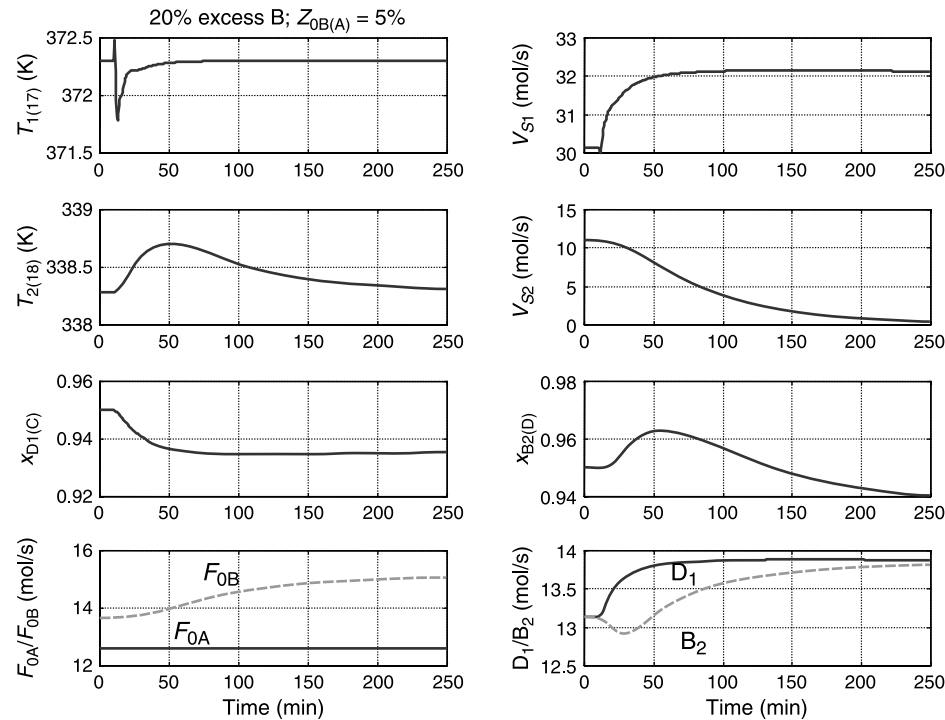 20% excess B; Z0B(A) = 5%
T1(17) (K)
372.5
372
371.5
0 50 100 150 200 250
VS1 (mol/s)
33
32
31
30
0 50 100 150 200 250
T2(18) (K)
339
338.5
338
0 50 100 150 200 250
VS2 (mol/s)
15
10
5
0
0 50 100 150 200 250
xD1(C)
0.96
0.94
0.92
0 50 100 150 200 250
xB2(D)
0.98
0.96
0.94
0 50 100 150 200 250
F0A/F0B (mol/s)
16
14
12
F0B
F0A
0 50 100 150 200 250
Time (min)
D1/B2 (mol/s)
14
13.5
13
12.5
D1
B2
0 50 100 150 200 250
Time (min)